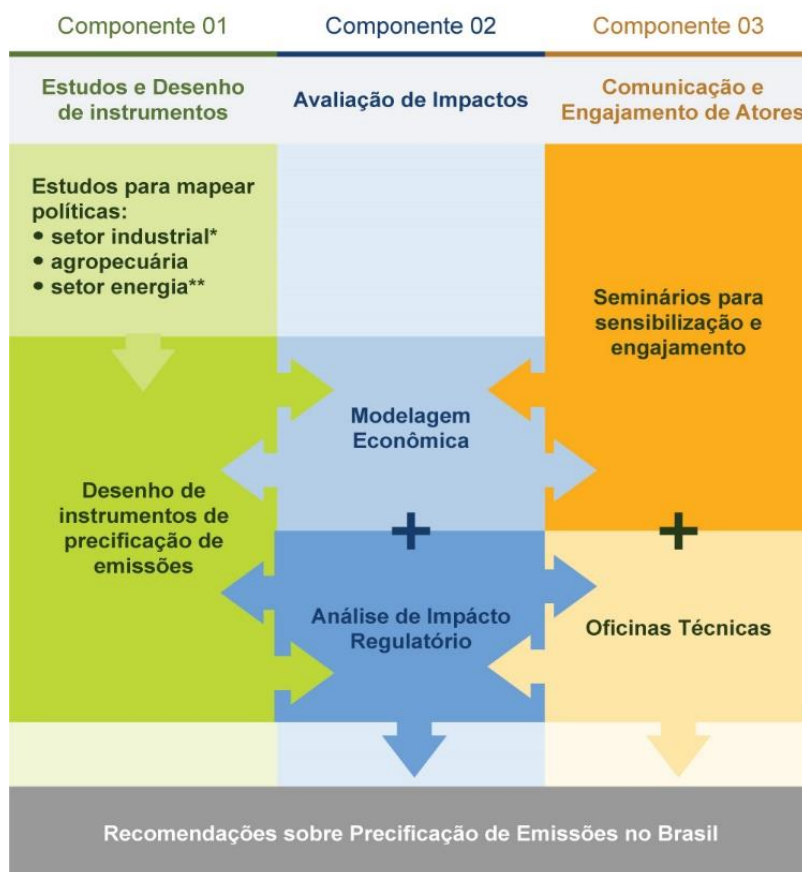 Componente 01
Componente 02
Componente 03
Estudos e Desenho
de instrumentos
Avaliação de Impactos
Comunicação e
Engajamento de Atores
Estudos para mapear
políticas:
• setor industrial*
• agropecuária
• setor energia**
Seminários para
sensibilização e
engajamento
Modelagem
Econômica
Desenho de
instrumentos de
precificação de
emissões
+
+
Análise de Impácto
Regulatório
Oficinas Técnicas
Recomendações sobre Precificação de Emissões no Brasil